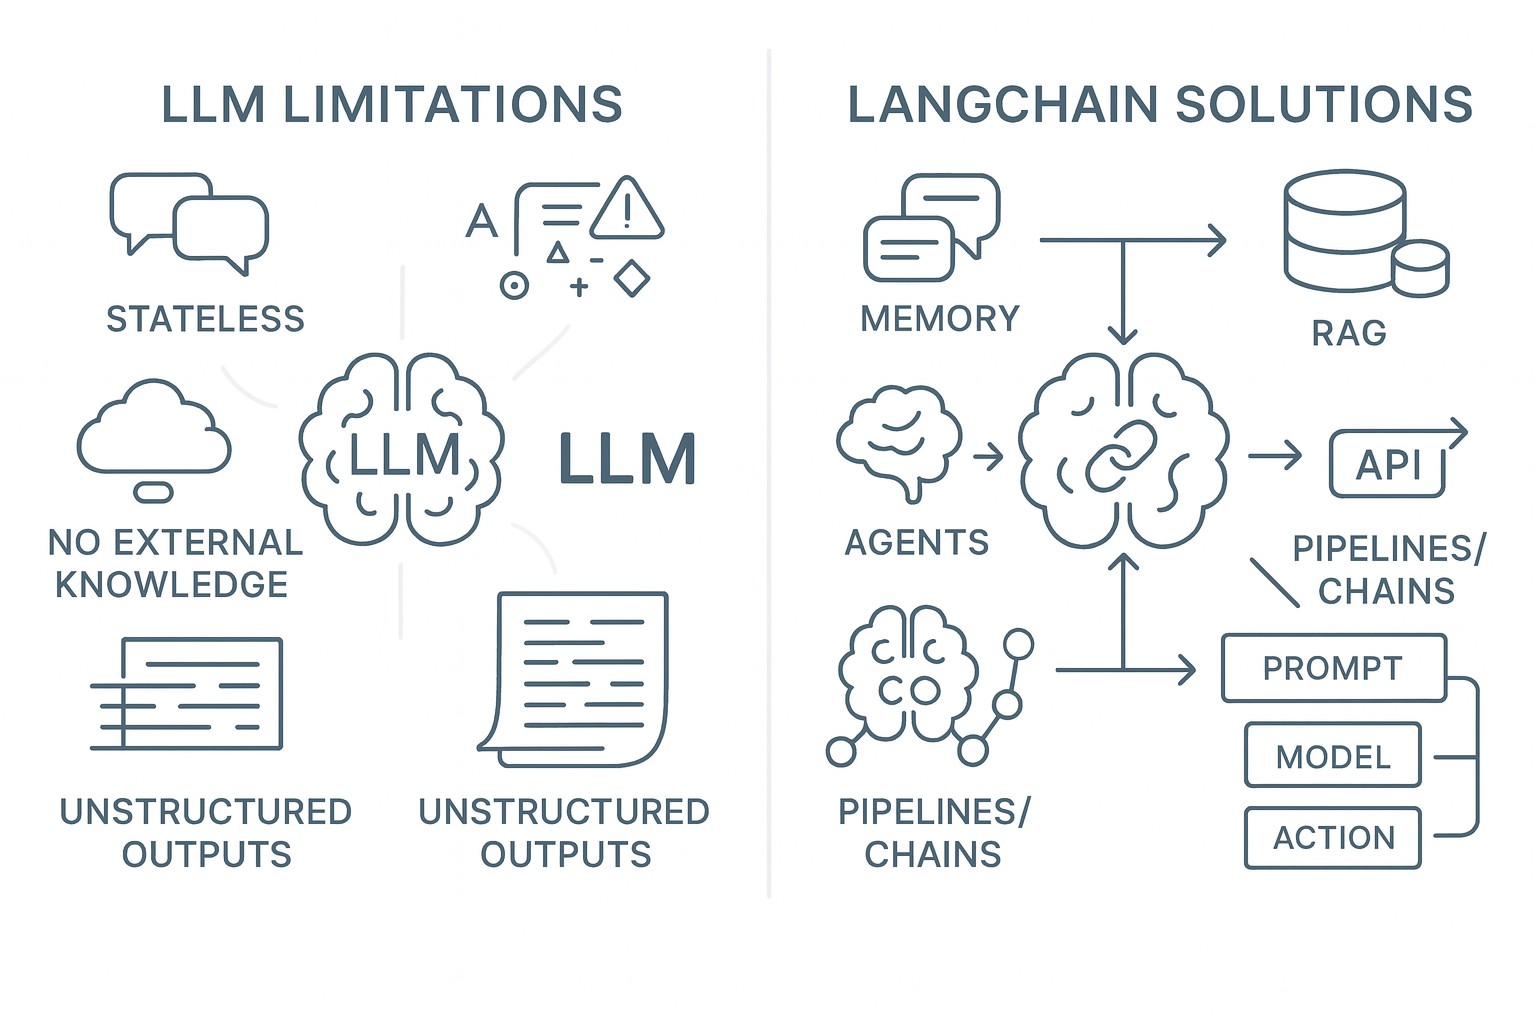 LLM LIMITATIONS
STATELESS
A
LLM
LLM
NO EXTERNAL
KNOWLEDGE
UNSTRUCTURED
OUTPUTS
UNSTRUCTURED
OUTPUTS
LANGCHAIN SOLUTIONS
MEMORY
RAG
AGENTS
API
PIPELINES/
CHAINS
PIPELINES/
CHAINS
PROMPT
MODEL
ACTION